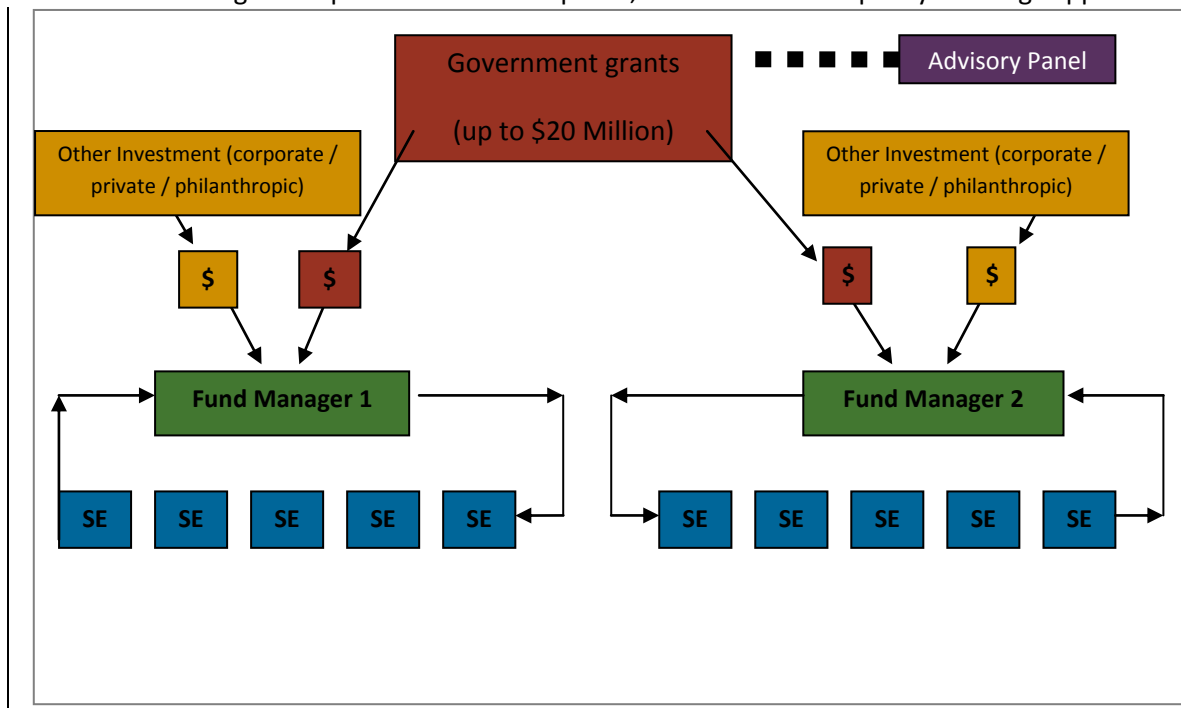 Government grants
(up to $20 Million)
Advisory Panel
Other Investment (corporate /
private / philanthropic)
Other Investment (corporate /
private / philanthropic)
$
$
$
$
Fund Manager 1
Fund Manager 2
SE
SE
SE
SE
SE
SE
SE
SE
SE
SE